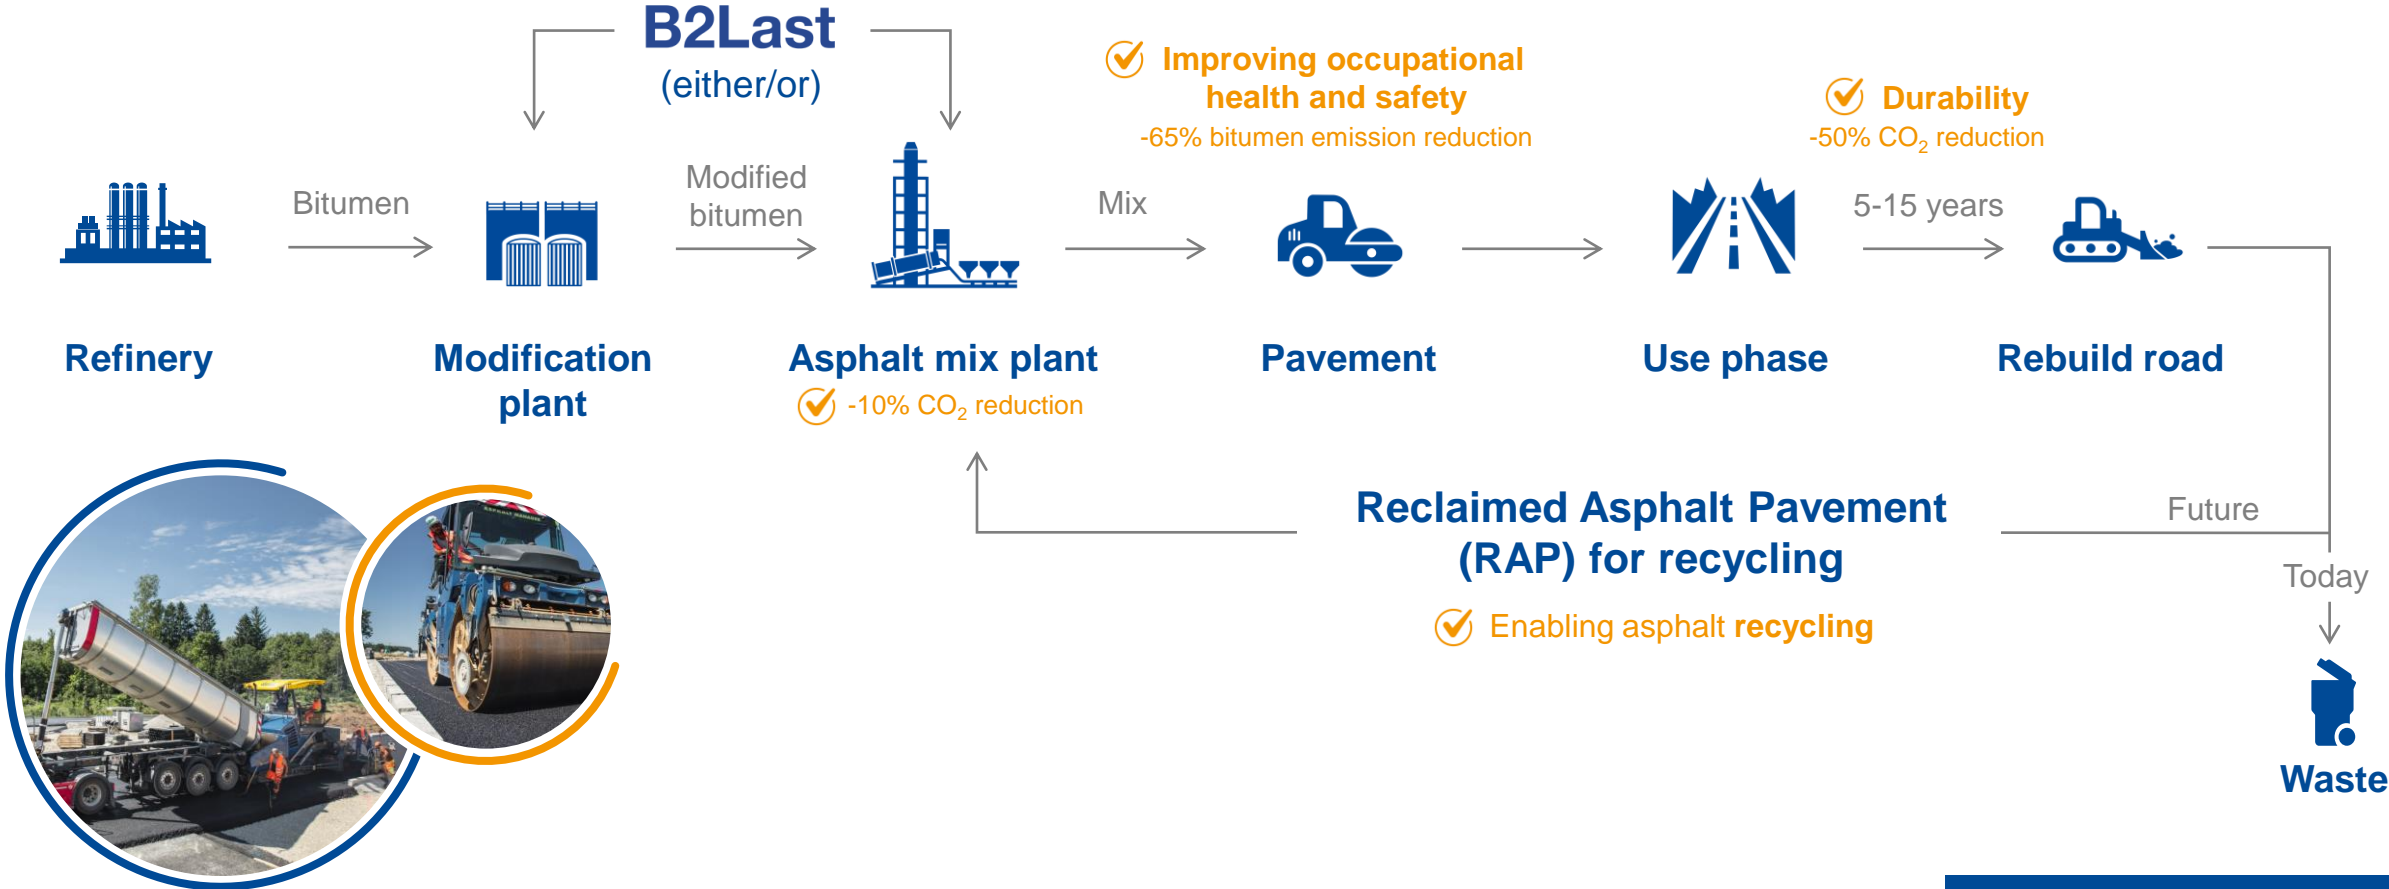 B2Last
(either/or)
Improving occupational
health and safety
-65% bitumen emission reduction
Durability
-50% CO₂ reduction
Bitumen
Modified
bitumen
Mix
5-15 years
Refinery
Modification
plant
Asphalt mix plant
-10% CO₂ reduction
Pavement
Use phase
Rebuild road
Reclaimed Asphalt Pavement
(RAP) for recycling
Enabling asphalt recycling
Future
Today
Waste